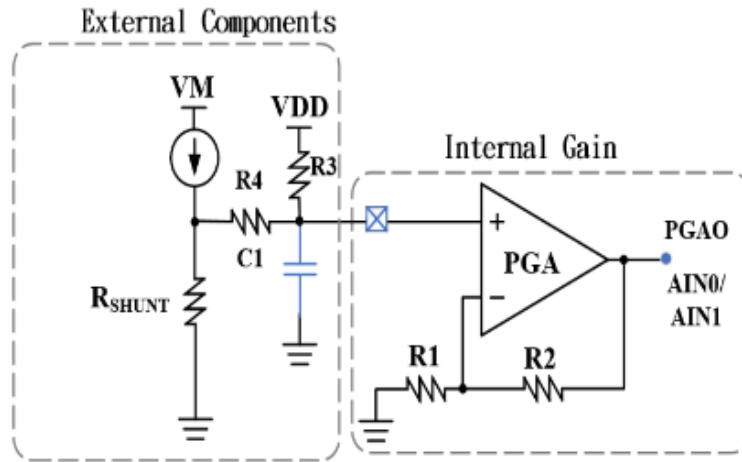 External Components
VM
VDD
R3
R4
C1
RSHUNT
Internal Gain
+
PGA
−
PGAO
AIN0/
AIN1
R1
R2